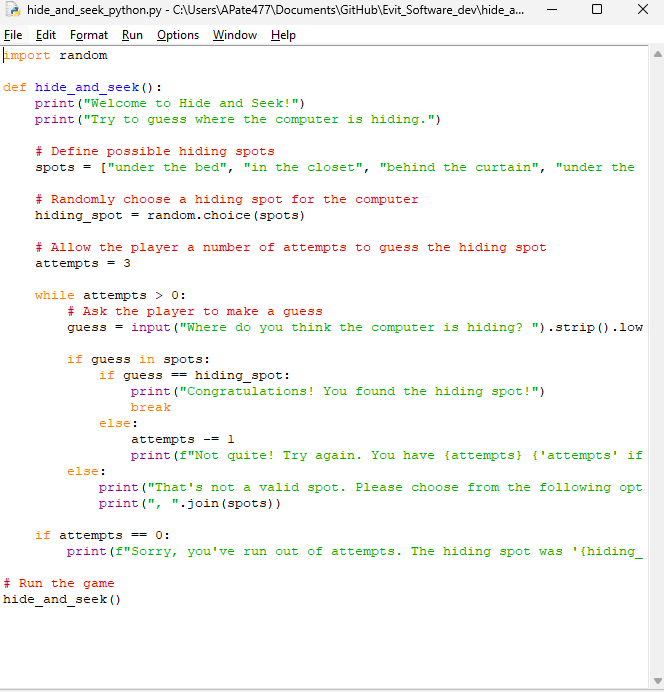 hide_and_seek_python.py - C:\Users\APate477\Documents\GitHub\Evit_Software_dev\hide_a...
File Edit Format Run Options Window Help
import random

def hide_and_seek():
    print("Welcome to Hide and Seek!")
    print("Try to guess where the computer is hiding.")

    # Define possible hiding spots
    spots = ["under the bed", "in the closet", "behind the curtain", "under the

    # Randomly choose a hiding spot for the computer
    hiding_spot = random.choice(spots)

    # Allow the player a number of attempts to guess the hiding spot
    attempts = 3

    while attempts > 0:
        # Ask the player to make a guess
        guess = input("Where do you think the computer is hiding? ").strip().low

        if guess in spots:
            if guess == hiding_spot:
                print("Congratulations! You found the hiding spot!")
                break
            else:
                attempts -= 1
                print(f"Not quite! Try again. You have {attempts} {'attempts' if
        else:
            print("That's not a valid spot. Please choose from the following opt
            print(", ".join(spots))

    if attempts == 0:
        print(f"Sorry, you've run out of attempts. The hiding spot was '{hiding_

# Run the game
hide_and_seek()